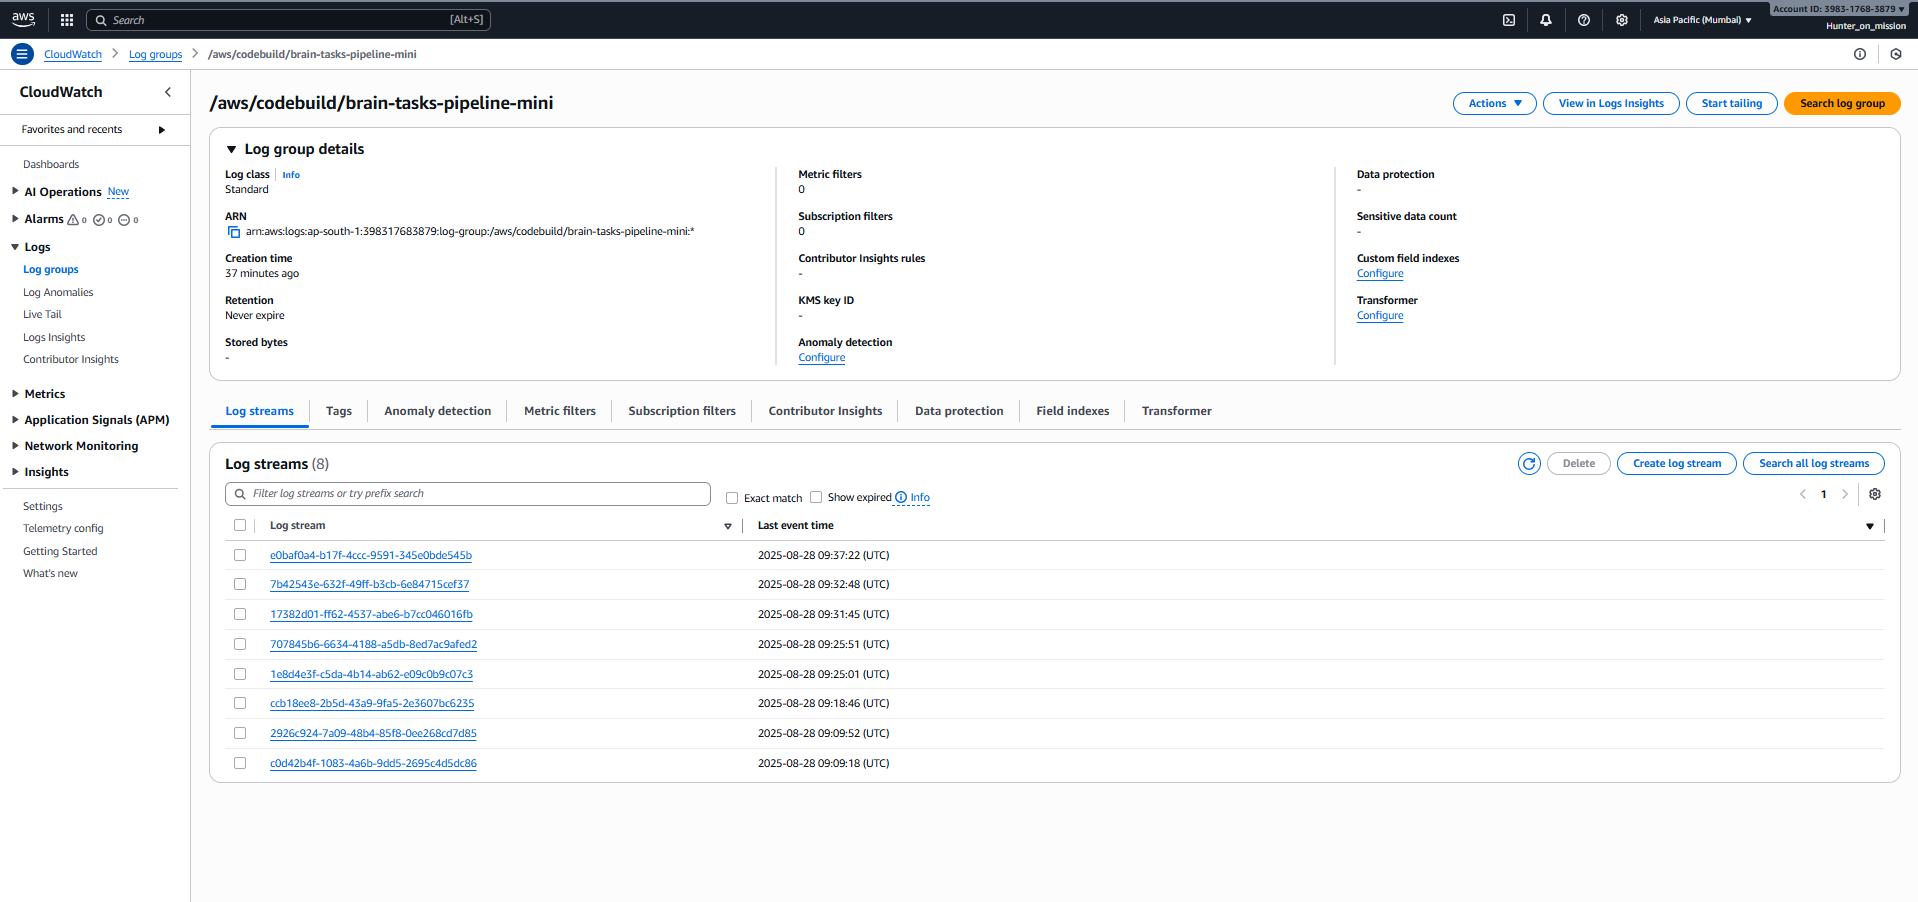 aws
Search [Alt+S]
Asia Pacific (Mumbai) ▼
Account ID: 3983-1768-3879 ▼
Hunter_on_mission
CloudWatch > Log groups > /aws/codebuild/brain-tasks-pipeline-mini
CloudWatch
Favorites and recents
Dashboards
AI Operations New
Alarms 0 0 0
Logs
Log groups
Log Anomalies
Live Tail
Logs Insights
Contributor Insights
Metrics
Application Signals (APM)
Network Monitoring
Insights
Settings
Telemetry config
Getting Started
What's new
/aws/codebuild/brain-tasks-pipeline-mini
Actions ▼
View in Logs Insights
Start tailing
Search log group
Log group details
Log class Info
Standard
ARN
arn:aws:logs:ap-south-1:398317683879:log-group:/aws/codebuild/brain-tasks-pipeline-mini:*
Creation time
37 minutes ago
Retention
Never expire
Stored bytes
-
Metric filters
0
Subscription filters
0
Contributor Insights rules
-
KMS key ID
-
Anomaly detection
Configure
Data protection
-
Sensitive data count
-
Custom field indexes
Configure
Transformer
Configure
Log streams Tags Anomaly detection Metric filters Subscription filters Contributor Insights Data protection Field indexes Transformer
Log streams (8)
Delete
Create log stream
Search all log streams
Filter log streams or try prefix search
Exact match Show expired Info
1
Log stream Last event time
e0baf0a4-b17f-4ccc-9591-345e0bde545b 2025-08-28 09:37:22 (UTC)
7b42543e-632f-49ff-b3cb-6e84715cef37 2025-08-28 09:32:48 (UTC)
17382d01-ff62-4537-abe6-b7cc046016fb 2025-08-28 09:31:45 (UTC)
707845b6-6634-4188-a5db-8ed7ac9afed2 2025-08-28 09:25:51 (UTC)
1e8d4e3f-c5da-4b14-ab62-e09c0b9c07c3 2025-08-28 09:25:01 (UTC)
ccb18ee8-2b5d-43a9-9fa5-2e3607bc6235 2025-08-28 09:18:46 (UTC)
2926c924-7a09-48b4-85f8-0ee268cd7d85 2025-08-28 09:09:52 (UTC)
c0d42b4f-1083-4a6b-9dd5-2695c4d5dc86 2025-08-28 09:09:18 (UTC)